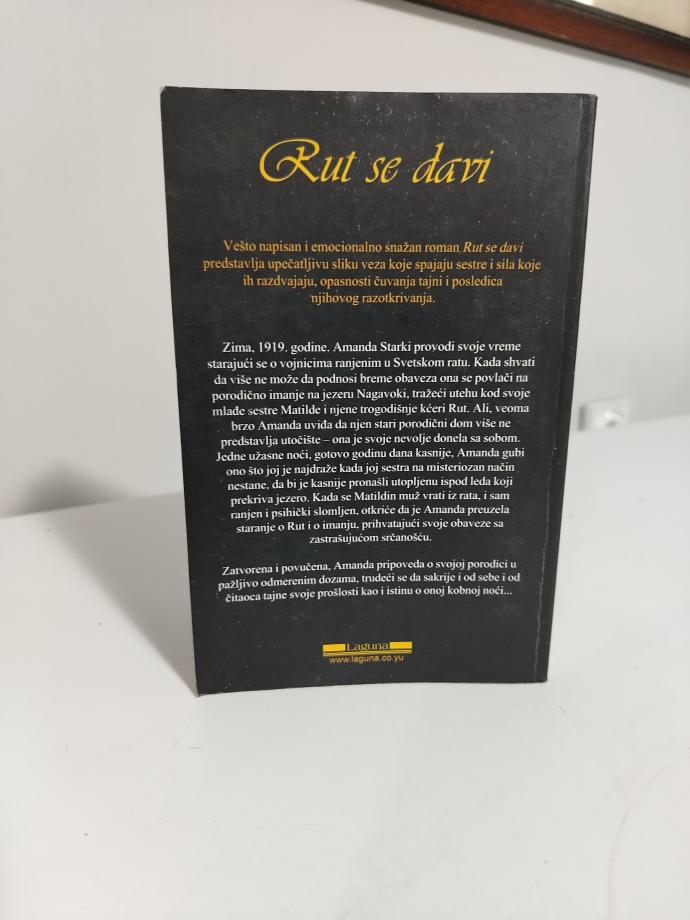 Rut se davi
Vešto napisan i emocionalno snažan roman Rut se davi
predstavlja upečatljivu sliku veza koje spajaju sestre i sila koje
ih razdvajaju, opasnosti čuvanja tajni i posledica
njihovog razotkrivanja.
Zima, 1919. godine. Amanda Starki provodi svoje vreme
starajući se o vojnicima ranjenim u Svetskom ratu. Kada shvati
da više ne može da podnosi breme obaveza ona se povlači na
porodično imanje na jezeru Nagavoki, tražeći utehu kod svoje
mlađe sestre Matilde i njene trogodišnje kćeri Rut. Ali, veoma
brzo Amanda uviđa da njen stari porodični dom više ne
predstavlja utočište – ona je svoje nevolje donela sa sobom.
Jedne užasne noći, gotovo godinu dana kasnije, Amanda gubi
ono što joj je najdraže kada joj sestra na misteriozan način
nestane, da bi je kasnije pronašli utopljenu ispod leda koji
prekriva jezero. Kada se Matildin muž vrati iz rata, i sam
ranjen i psihički slomljen, otkriće da je Amanda preuzela
staranje o Rut i o imanju, prihvatajući svoje obaveze sa
zastrašujućom srčanošću.
Zatvorena i povučena, Amanda pripoveda o svojoj porodici u
pažljivo odmerenim dozama, trudeći se da sakrije i od sebe i od
čitaoca tajne svoje prošlosti kao i istinu o onoj kobnoj noći...
Laguna
www.laguna.co.yu